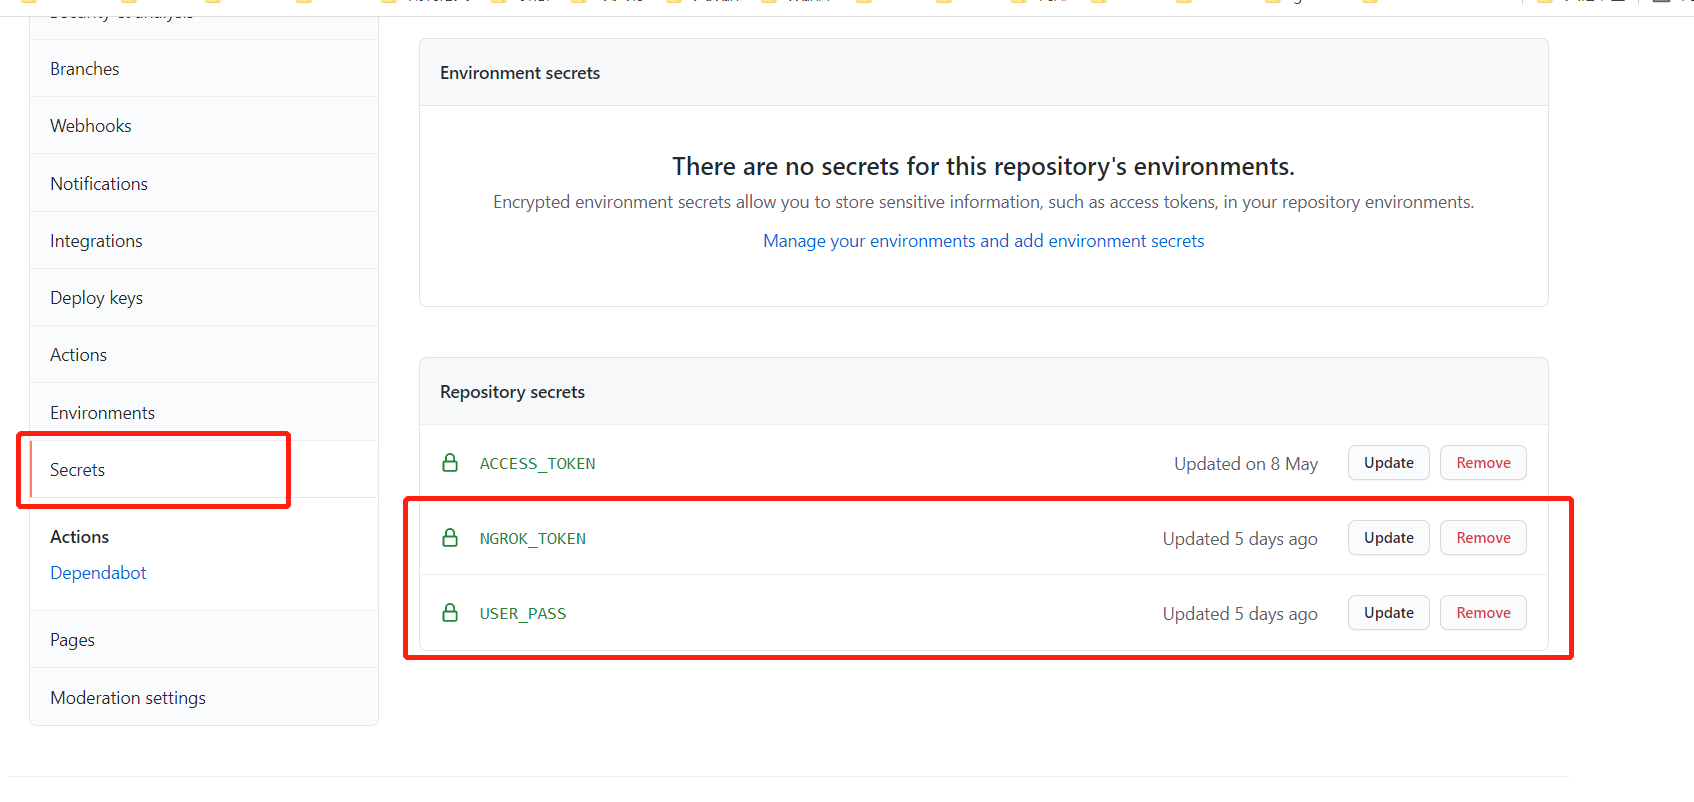 Security & analysis
Branches
Webhooks
Notifications
Integrations
Deploy keys
Actions
Environments
Secrets
Actions
Dependabot
Pages
Moderation settings
Environment secrets
There are no secrets for this repository's environments.
Encrypted environment secrets allow you to store sensitive information, such as access tokens, in your repository environments.
Manage your environments and add environment secrets
Repository secrets
ACCESS_TOKEN Updated on 8 May Update Remove
NGROK_TOKEN Updated 5 days ago Update Remove
USER_PASS Updated 5 days ago Update Remove